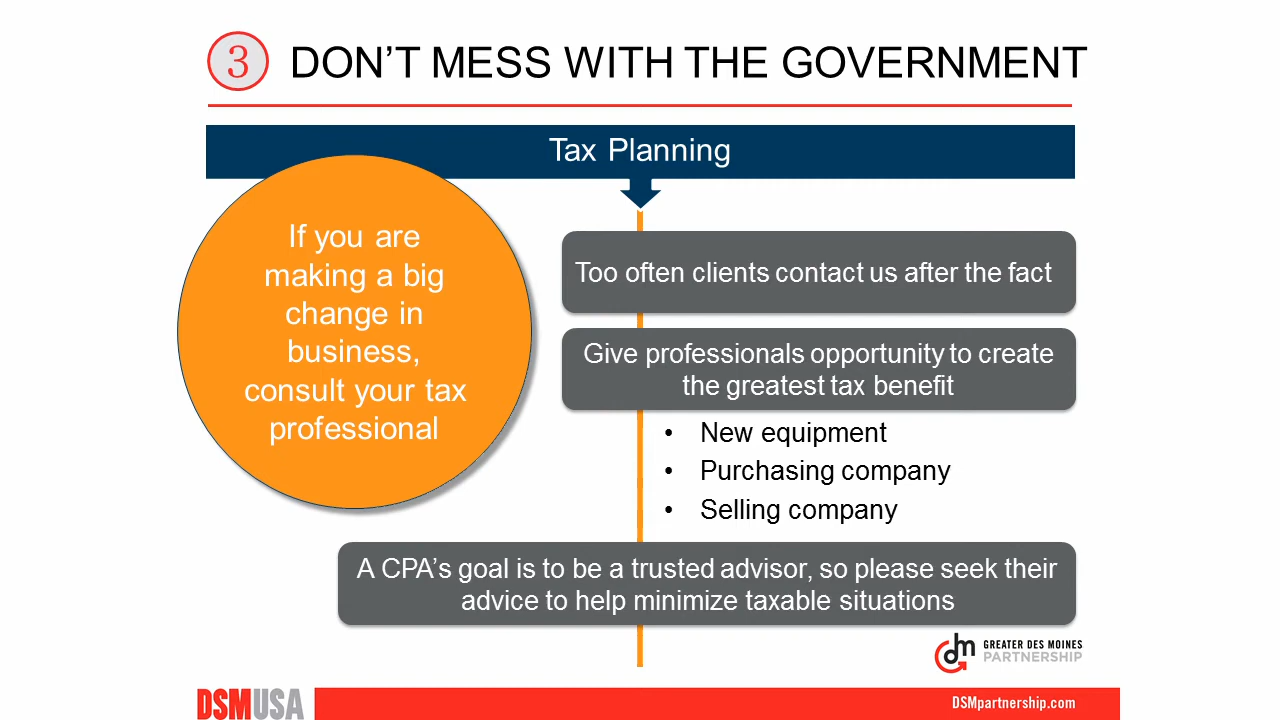 3 DON’T MESS WITH THE GOVERNMENT
Tax Planning
If you are
making a big
change in
business,
consult your tax
professional
Too often clients contact us after the fact
Give professionals opportunity to create
the greatest tax benefit
• New equipment
• Purchasing company
• Selling company
A CPA’s goal is to be a trusted advisor, so please seek their
advice to help minimize taxable situations
dm
GREATER DES MOINES
PARTNERSHIP
DSMUSA
DSMpartnership.com